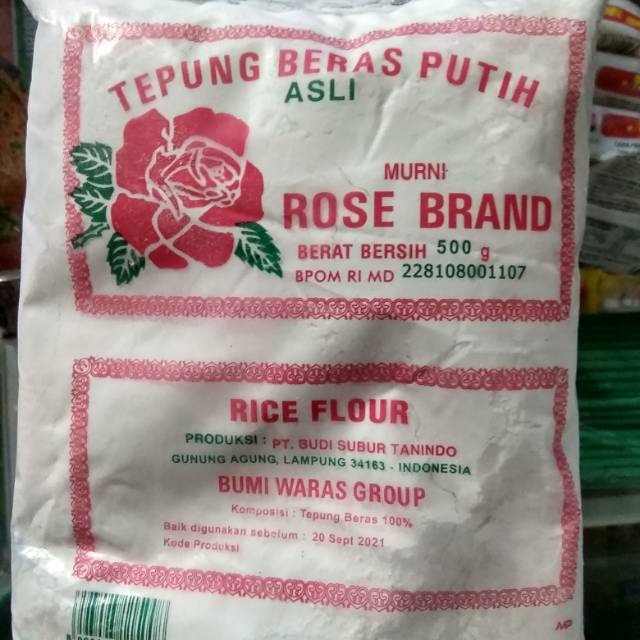 TEPUNG BERAS PUTIH
ASLI
MURNI
ROSE BRAND
BERAT BERSIH 500 g
BPOM RI MD 228108001107
RICE FLOUR
PRODUKSI : PT. BUDI SUBUR TANINDO
GUNUNG AGUNG, LAMPUNG 34163 - INDONESIA
BUMI WARAS GROUP
Komposisi : Tepung Beras 100%
Baik digunakan sebelum : 20 Sept 2021
Kode Produksi